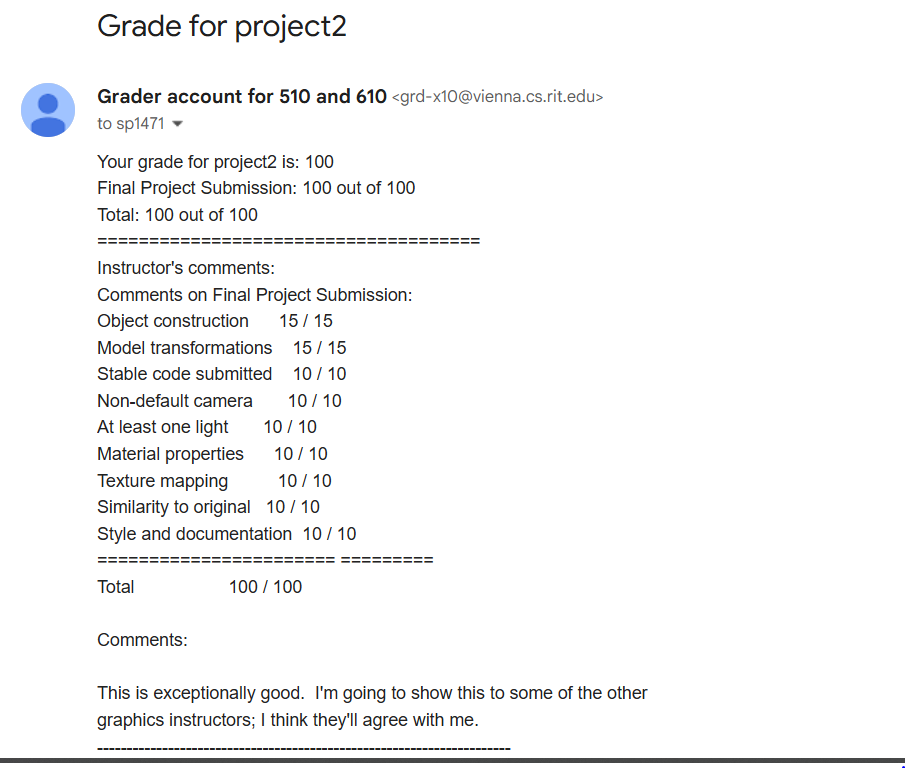 Grade for project2
Grader account for 510 and 610 <grd-x10@vienna.cs.rit.edu>
to sp1471
Your grade for project2 is: 100
Final Project Submission: 100 out of 100
Total: 100 out of 100
=====================================
Instructor's comments:
Comments on Final Project Submission:
Object construction 15 / 15
Model transformations 15 / 15
Stable code submitted 10 / 10
Non-default camera 10 / 10
At least one light 10 / 10
Material properties 10 / 10
Texture mapping 10 / 10
Similarity to original 10 / 10
Style and documentation 10 / 10
======================= =========
Total 100 / 100
Comments:
This is exceptionally good. I'm going to show this to some of the other
graphics instructors; I think they'll agree with me.
----------------------------------------------------------------------